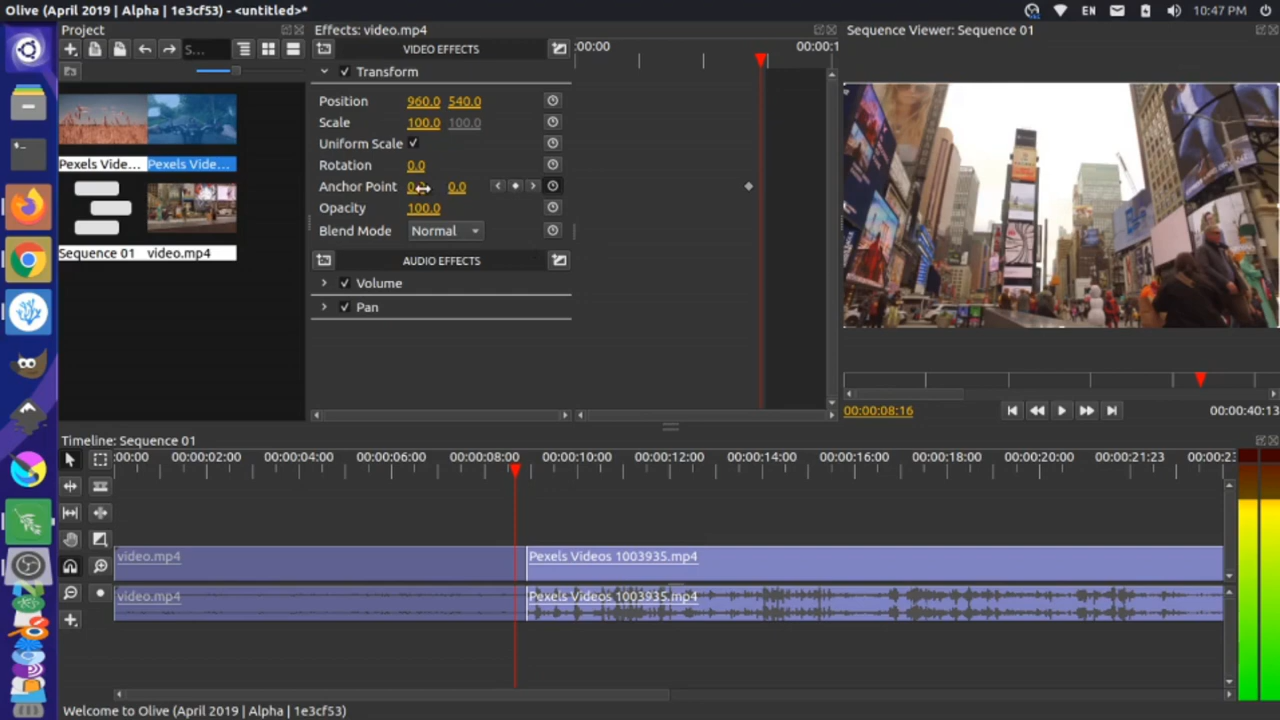 Olive (April 2019 | Alpha | 1e3cf53) - <untitled>*
EN 10:47 PM
Project
Effects: video.mp4
Sequence Viewer: Sequence 01
S...
VIDEO EFFECTS
:00:00 00:00:1
Transform
Position 960.0 540.0
Scale 100.0 100.0
Uniform Scale
Rotation 0.0
Anchor Point 0.0
Opacity 100.0
Blend Mode Normal
AUDIO EFFECTS
Volume
Pan
Pexels Vide... Pexels Vide...
Sequence 01 video.mp4
00:00:08:16 00:00:40:13
Timeline: Sequence 01
:00:00 00:00:02:00 00:00:04:00 00:00:06:00 00:00:08:00 00:00:10:00 00:00:12:00 00:00:14:00 00:00:16:00 00:00:18:00 00:00:20:00 00:00:21:23 00:00:2
video.mp4 Pexels Videos 1003935.mp4
video.mp4 Pexels Videos 1003935.mp4
Welcome to Olive (April 2019 | Alpha | 1e3cf53)